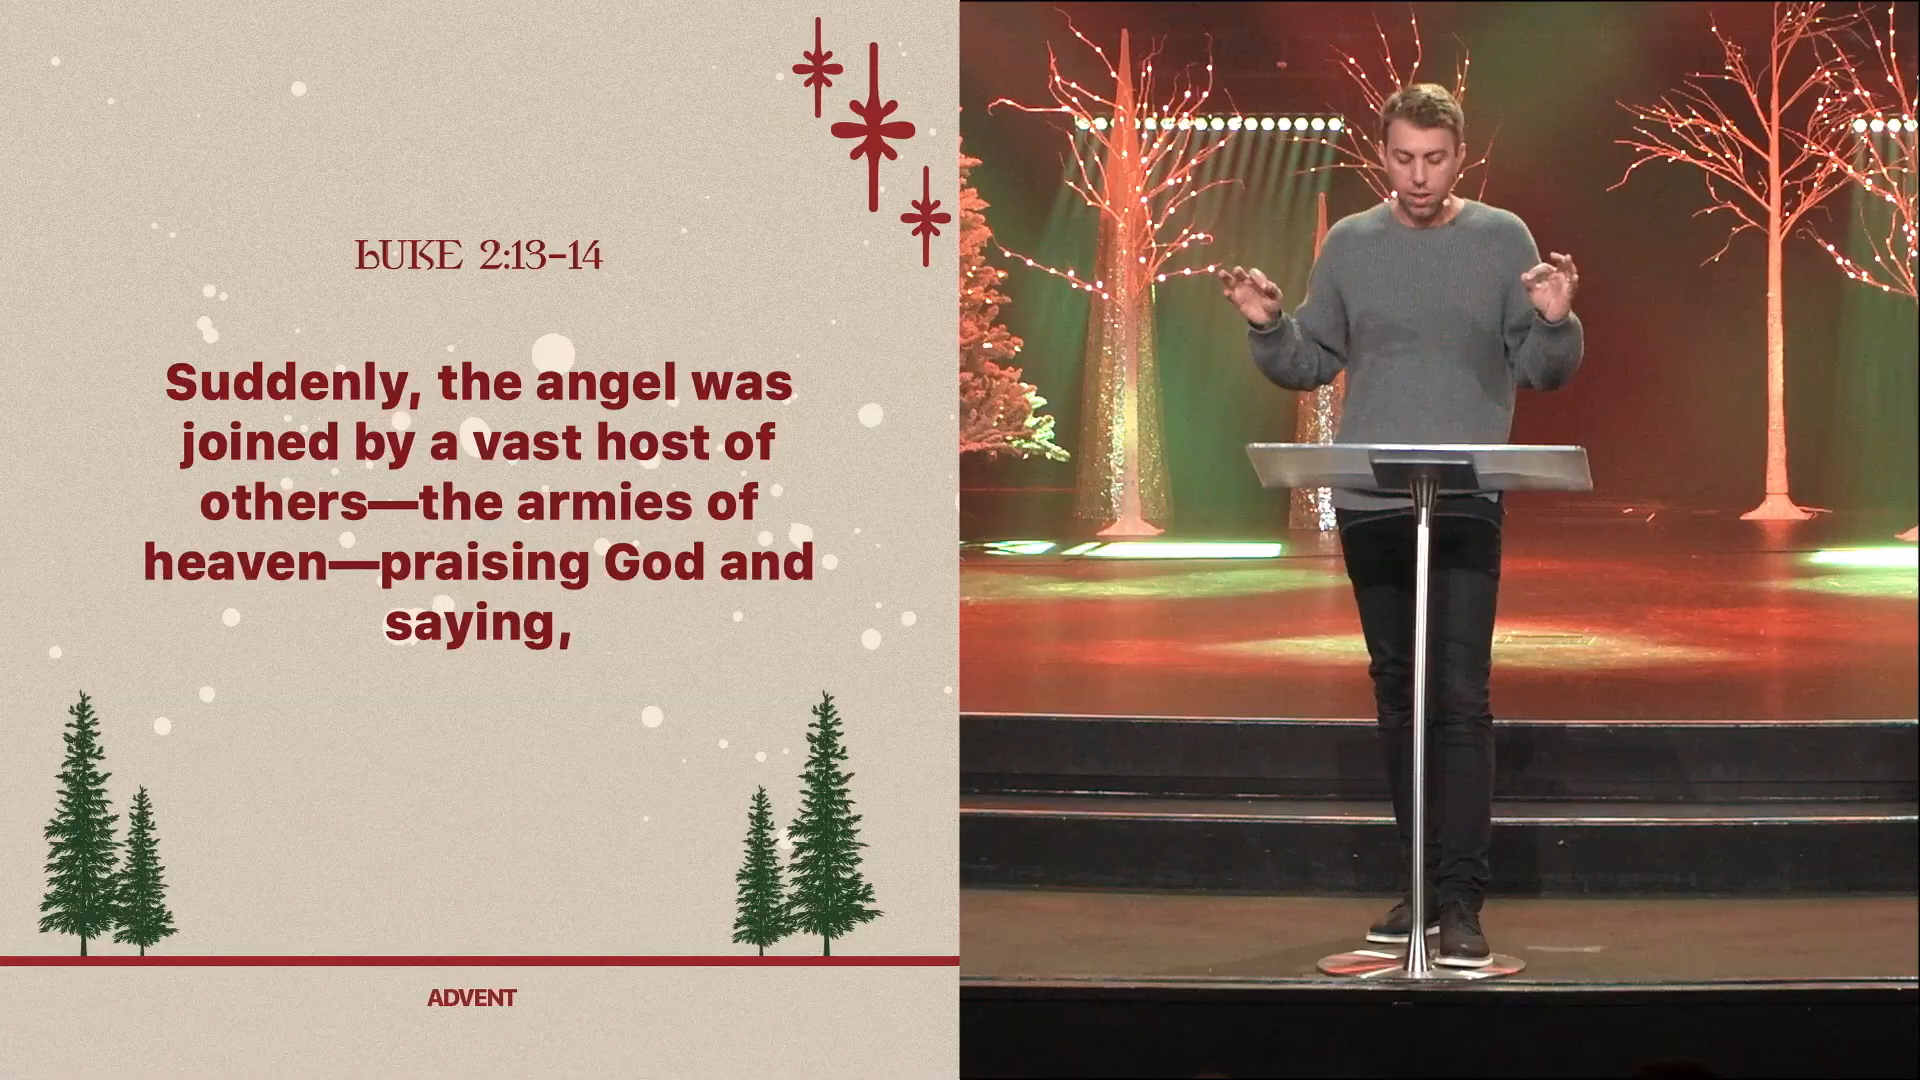 LUKE 2:13-14
Suddenly, the angel was
joined by a vast host of
others—the armies of
heaven—praising God and
saying,
ADVENT